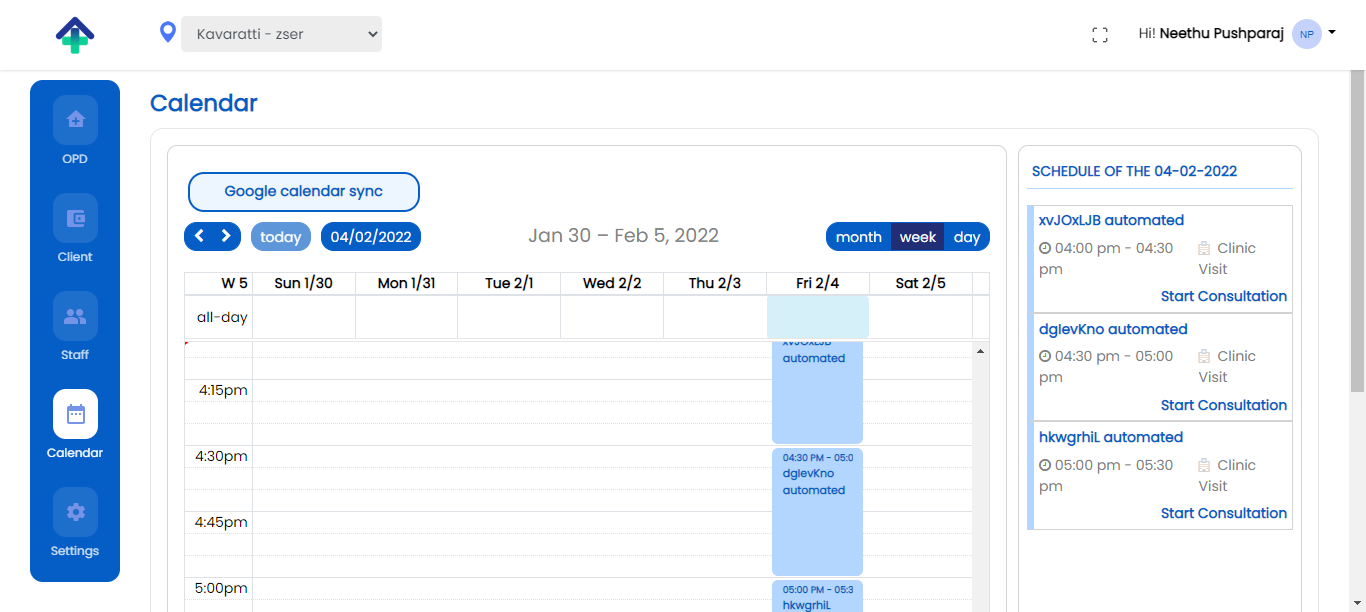 Kavaratti - zser
Hi! Neethu Pushparaj
NP
OPD
Client
Staff
Calendar
Settings
Calendar
Google calendar sync
today
04/02/2022
Jan 30 – Feb 5, 2022
month
week
day
W 5
Sun 1/30
Mon 1/31
Tue 2/1
Wed 2/2
Thu 2/3
Fri 2/4
Sat 2/5
all-day
4:15pm
4:30pm
4:45pm
5:00pm
xvJOxLJB
automated
04:30 PM - 05:0
dglevKno
automated
05:00 PM - 05:3
hkwgrhiL
SCHEDULE OF THE 04-02-2022
xvJOxLJB automated
04:00 pm - 04:30
pm
Clinic
Visit
Start Consultation
dglevKno automated
04:30 pm - 05:00
pm
Clinic
Visit
Start Consultation
hkwgrhiL automated
05:00 pm - 05:30
pm
Clinic
Visit
Start Consultation